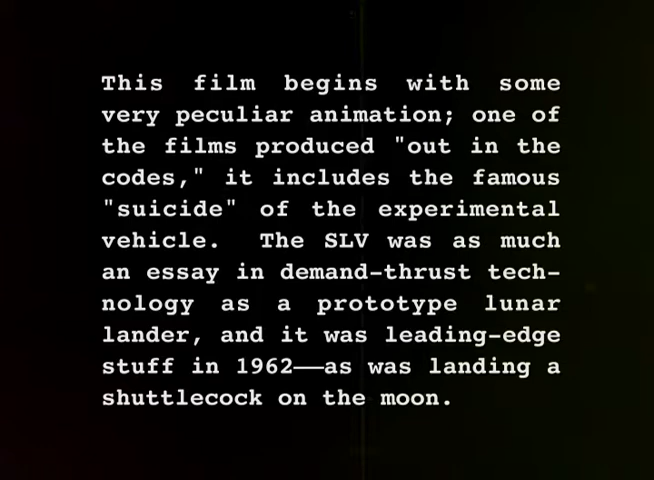 This film begins with some
very peculiar animation; one of
the films produced "out in the
codes," it includes the famous
"suicide" of the experimental
vehicle. The SLV was as much
an essay in demand-thrust tech-
nology as a prototype lunar
lander, and it was leading-edge
stuff in 1962—as was landing a
shuttlecock on the moon.